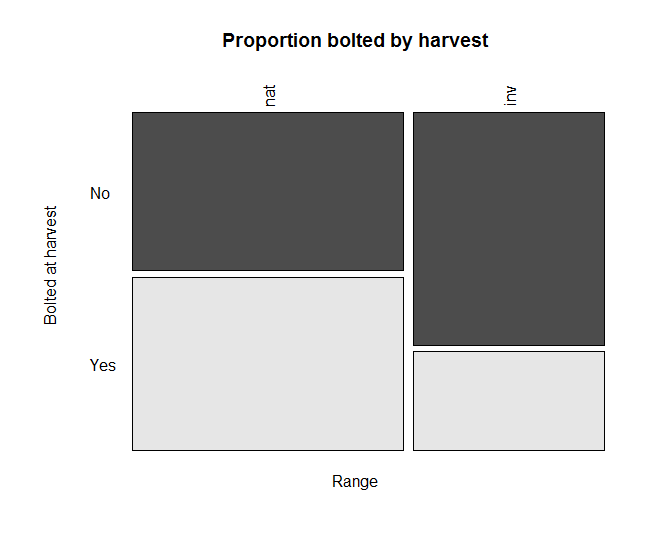 Proportion bolted by harvest
nat
inv
No
Yes
Bolted at harvest
Range